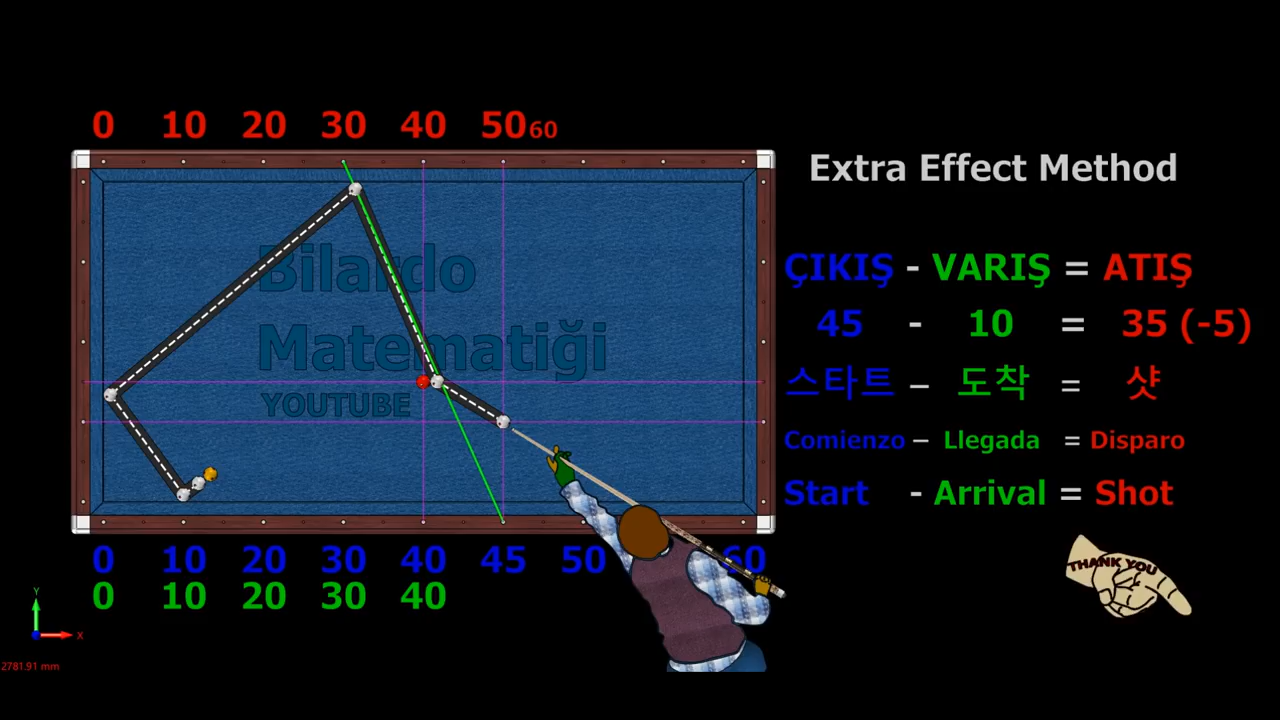 0 10 20 30 40 50 60
Extra Effect Method
Bilardo
Matematiği
YOUTUBE
ÇIKIŞ - VARIŞ = ATIŞ
45 - 10 = 35 (-5)
스타트 – 도착 = 샷
Comienzo – Llegada = Disparo
Start - Arrival = Shot
0 10 20 30 40 45 50 60
0 10 20 30 40
THANK YOU
Y
X
2781.91 mm